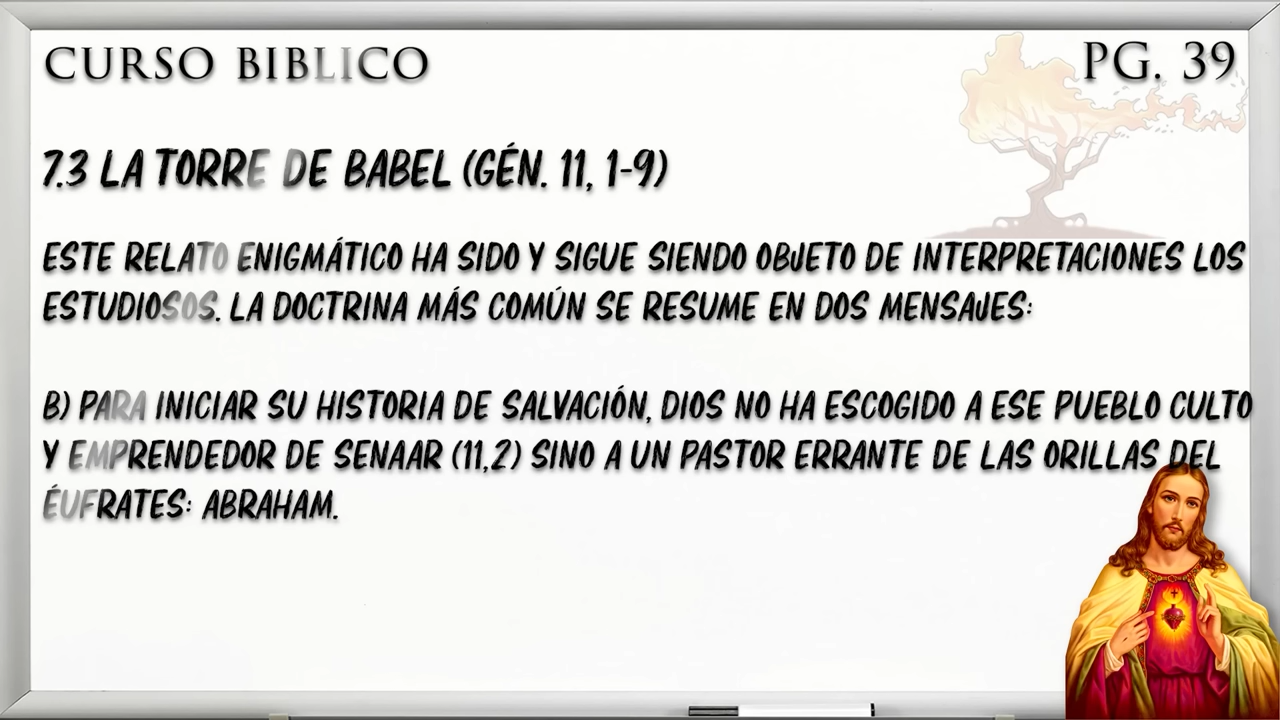 CURSO BIBLICO
PG. 39
7.3 LA TORRE DE BABEL (GÉN. 11, 1-9)
ESTE RELATO ENIGMÁTICO HA SIDO Y SIGUE SIENDO OBJETO DE INTERPRETACIONES LOS
ESTUDIOSOS. LA DOCTRINA MÁS COMÚN SE RESUME EN DOS MENSAJES:
B) PARA INICIAR SU HISTORIA DE SALVACIÓN, DIOS NO HA ESCOGIDO A ESE PUEBLO CULTO
Y EMPRENDEDOR DE SENAAR (11,2) SINO A UN PASTOR ERRANTE DE LAS ORILLAS DEL
ÉUFRATES: ABRAHAM.